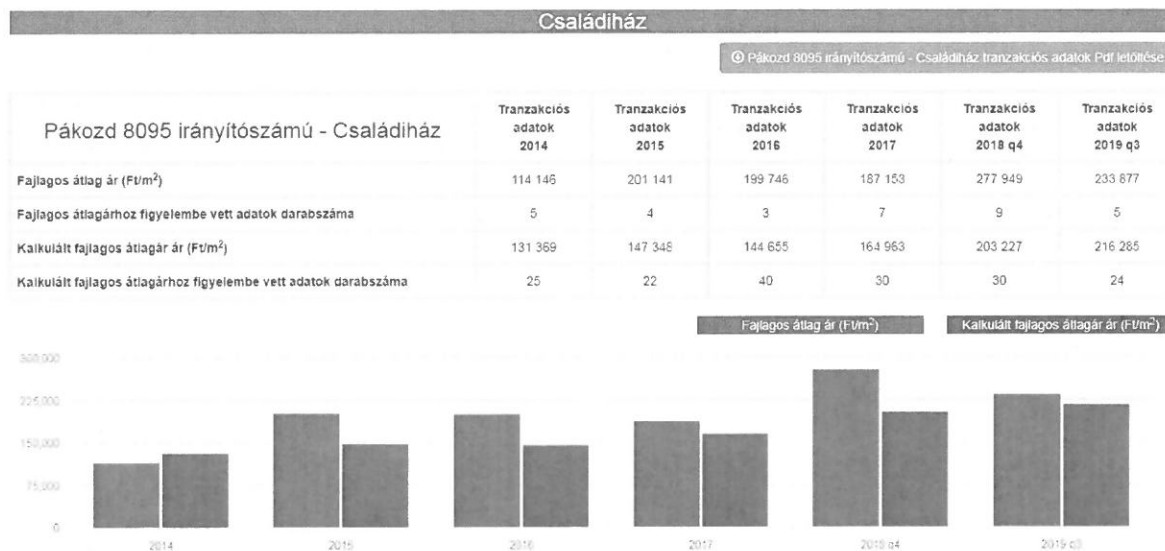 Családiház
Pákozd 8095 irányítószámú - Családiház tranzakciós adatok Pdf letöltése
Pákozd 8095 irányítószámú - Családiház
Tranzakciós adatok 2014
Tranzakciós adatok 2015
Tranzakciós adatok 2016
Tranzakciós adatok 2017
Tranzakciós adatok 2018 q4
Tranzakciós adatok 2019 q3
Fajlagos átlag ár (Ft/m²) 114 146 201 141 199 746 187 153 277 949 233 877
Fajlagos átlagárhoz figyelembe vett adatok darabszáma 5 4 3 7 9 5
Kalkulált fajlagos átlagár ár (Ft/m²) 131 369 147 348 144 655 164 963 203 227 216 285
Kalkulált fajlagos átlagárhoz figyelembe vett adatok darabszáma 25 22 40 30 30 24
Fajlagos átlag ár (Ft/m²) Kalkulált fajlagos átlagár ár (Ft/m²)
300,000
225,000
150,000
75,000
0
2014 2015 2016 2017 2018 q4 2019 q3